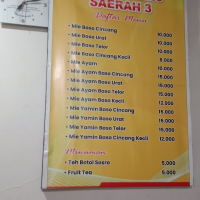 SAERAH 3
Daftar Menu
• Mie Baso Cincang 10.000
• Mie Baso Urat 10.000
• Mie Baso Telor 10.000
• Mie Baso Cincang Kecil 8.000
• Mie Ayam 10.000
• Mie Ayam Baso Cincang 15.000
• Mie Ayam Baso Urat 15.000
• Mie Ayam Baso Telor 15.000
• Mie Ayam Baso Kecil 12.000
• Mie Yamin Baso Cincang 15.000
• Mie Yamin Baso Urat 15.000
• Mie Yamin Baso Telor 15.000
• Mie Yamin Baso Cincang Kecil 12.000
Minuman
• Teh Botol Sosro 5.000
• Fruit Tea 5.000